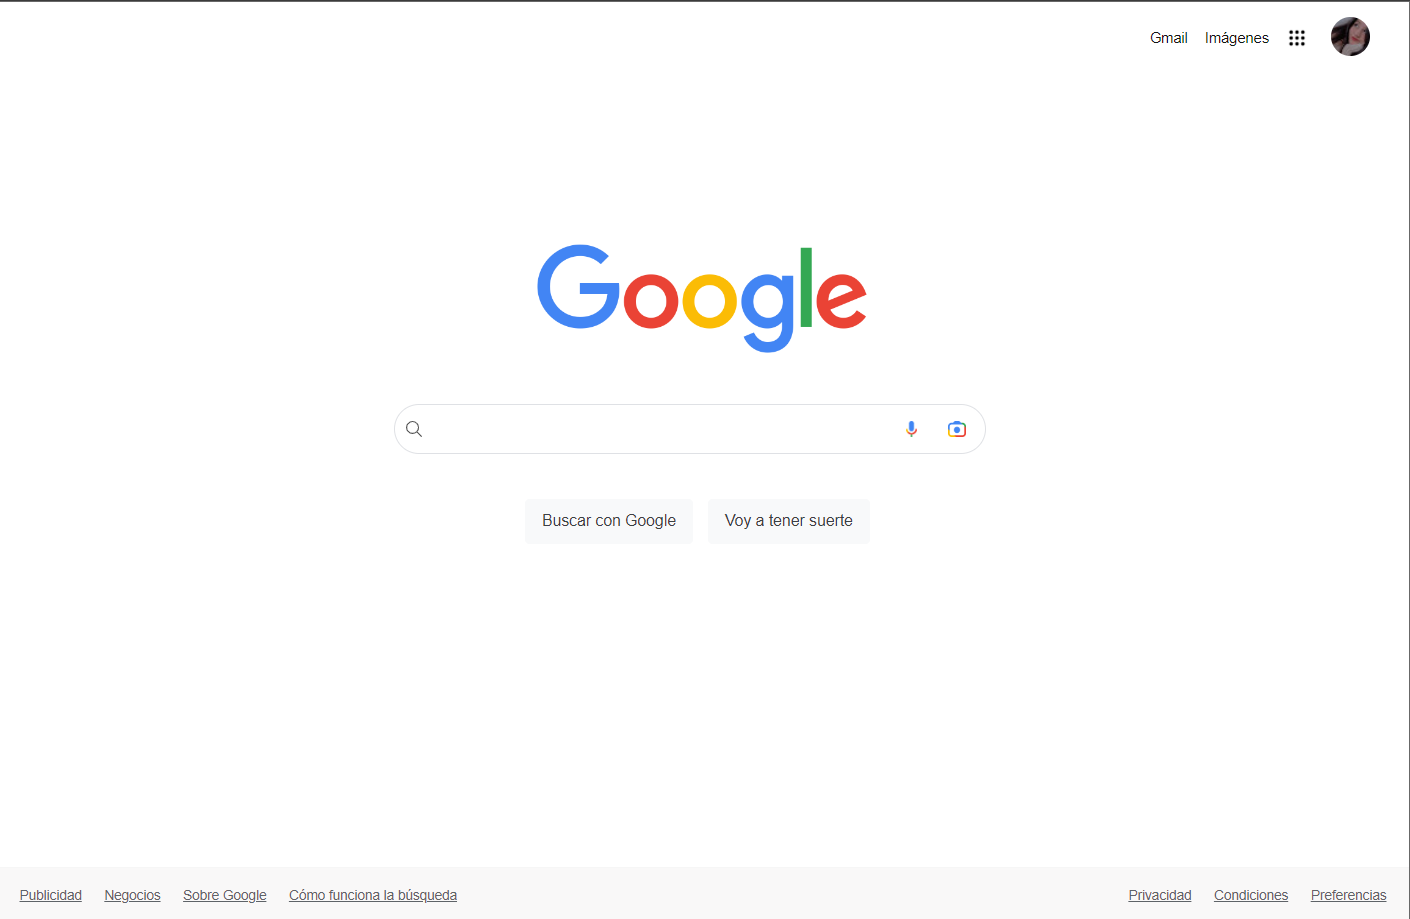 Gmail Imágenes
Google
Buscar con Google Voy a tener suerte
Publicidad Negocios Sobre Google Cómo funciona la búsqueda Privacidad Condiciones Preferencias